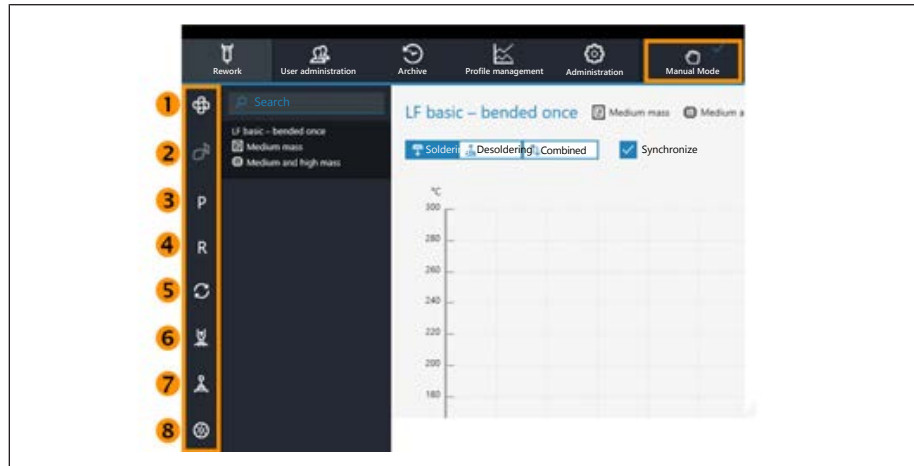 Rework User administration Archive Profile management Administration Manual Mode
1
2
3 P
4 R
5
6
7
8
Search
LF basic – bended once
Medium mass
Medium and high mass
LF basic – bended once Medium mass Medium a
Solderi Desoldering Combined Synchronize
°C
300
280
260
240
220
200
180